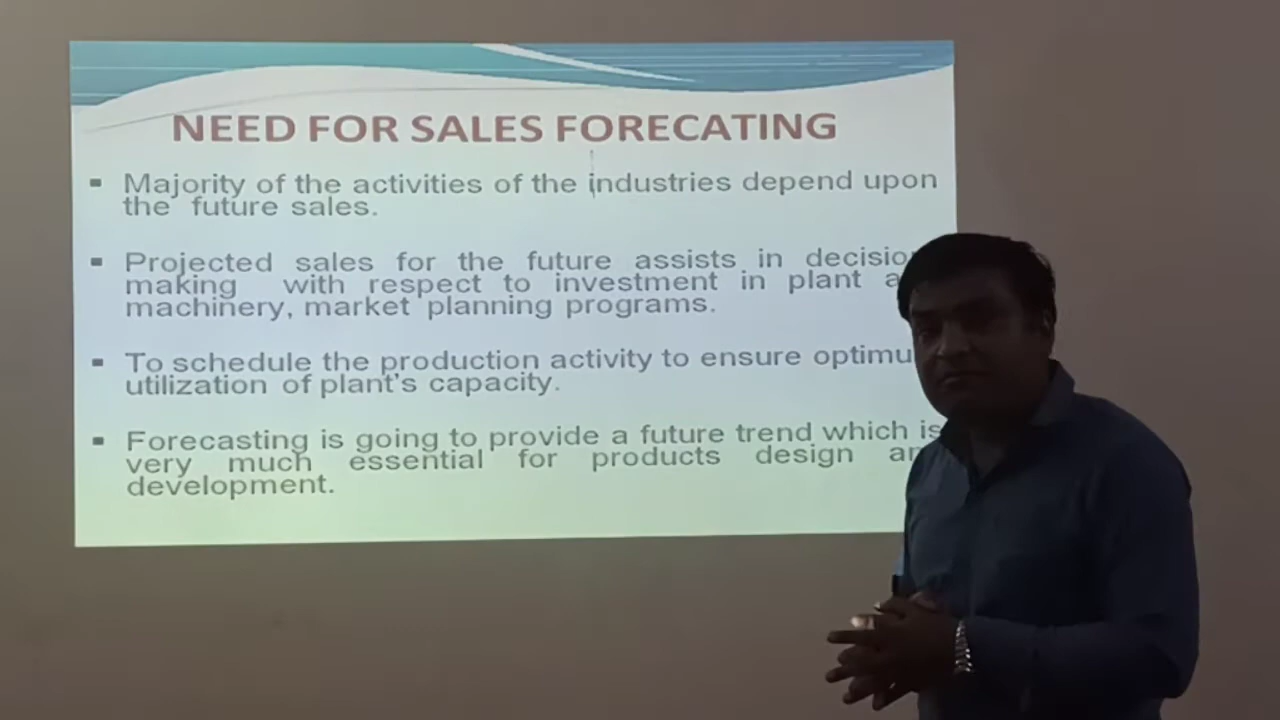 NEED FOR SALES FORECATING
▪ Majority of the activities of the industries depend upon
the future sales.
▪ Projected sales for the future assists in decision
making with respect to investment in plant a
machinery, market planning programs.
▪ To schedule the production activity to ensure optimu
utilization of plant's capacity.
▪ Forecasting is going to provide a future trend which is
very much essential for products design an
development.